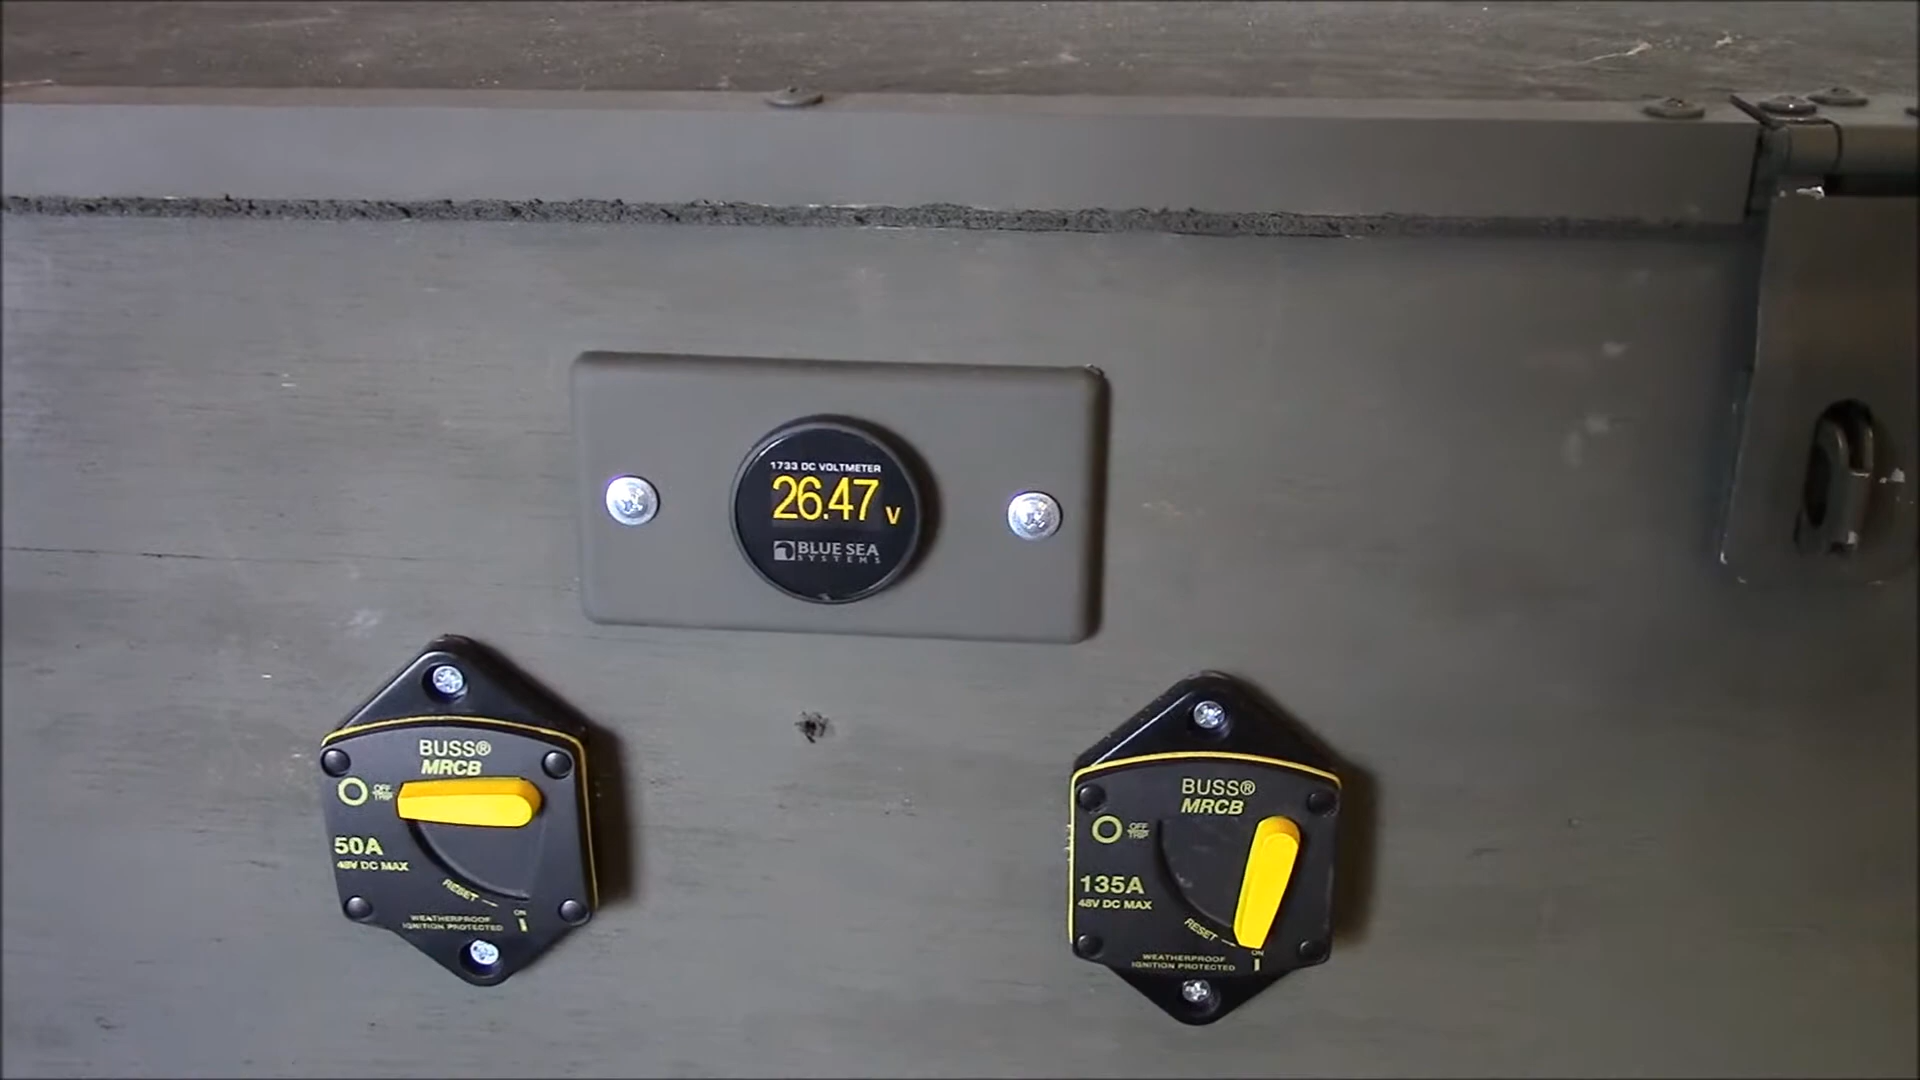 1733 DC VOLTMETER
26.47 V
BLUE SEA
SYSTEMS
BUSS®
MRCB
OFF
TRIP
50A
48V DC MAX
RESET
ON
WEATHERPROOF
IGNITION PROTECTED
BUSS®
MRCB
OFF
TRIP
135A
48V DC MAX
RESET
ON
WEATHERPROOF
IGNITION PROTECTED